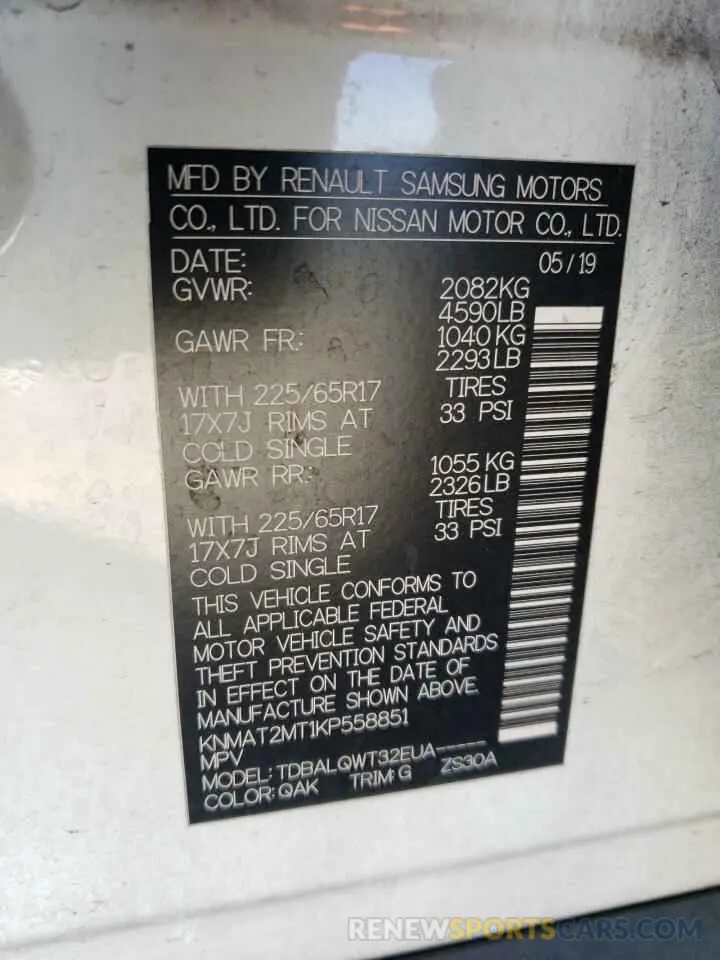 MFD BY RENAULT SAMSUNG MOTORS
CO., LTD. FOR NISSAN MOTOR CO., LTD.
DATE: 05/19
GVWR: 2082KG
4590LB
GAWR FR: 1040KG
2293LB
WITH 225/65R17 TIRES
17X7J RIMS AT 33 PSI
COLD SINGLE
GAWR RR: 1055KG
2326LB
WITH 225/65R17 TIRES
17X7J RIMS AT 33 PSI
COLD SINGLE
THIS VEHICLE CONFORMS TO
ALL APPLICABLE FEDERAL
MOTOR VEHICLE SAFETY AND
THEFT PREVENTION STANDARDS
IN EFFECT ON THE DATE OF
MANUFACTURE SHOWN ABOVE.
KNMAT2MT1KP558851
MPV
MODEL: TDBALQWT32EUA-----
COLOR: QAK TRIM: G ZS30A
RENEWSPORTSCARS.COM